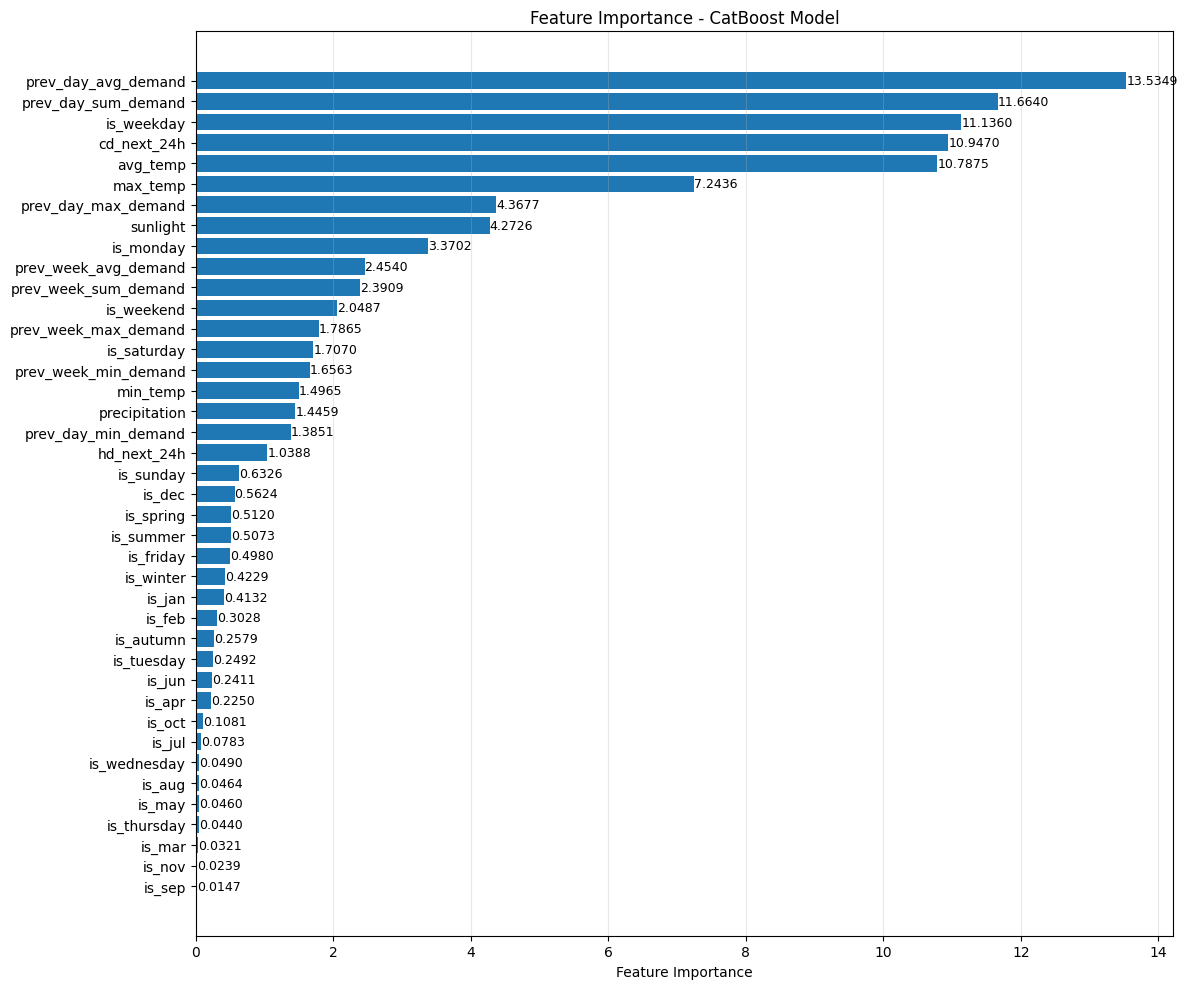 Feature Importance - CatBoost Model
prev_day_avg_demand 13.5349
prev_day_sum_demand 11.6640
is_weekday 11.1360
cd_next_24h 10.9470
avg_temp 10.7875
max_temp 7.2436
prev_day_max_demand 4.3677
sunlight 4.2726
is_monday 3.3702
prev_week_avg_demand 2.4540
prev_week_sum_demand 2.3909
is_weekend 2.0487
prev_week_max_demand 1.7865
is_saturday 1.7070
prev_week_min_demand 1.6563
min_temp 1.4965
precipitation 1.4459
prev_day_min_demand 1.3851
hd_next_24h 1.0388
is_sunday 0.6326
is_dec 0.5624
is_spring 0.5120
is_summer 0.5073
is_friday 0.4980
is_winter 0.4229
is_jan 0.4132
is_feb 0.3028
is_autumn 0.2579
is_tuesday 0.2492
is_jun 0.2411
is_apr 0.2250
is_oct 0.1081
is_jul 0.0783
is_wednesday 0.0490
is_aug 0.0464
is_may 0.0460
is_thursday 0.0440
is_mar 0.0321
is_nov 0.0239
is_sep 0.0147
0 2 4 6 8 10 12 14
Feature Importance